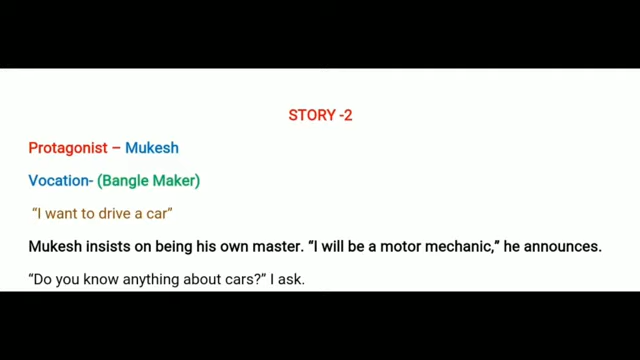 STORY -2
Protagonist – Mukesh
Vocation- (Bangle Maker)
“I want to drive a car”
Mukesh insists on being his own master. “I will be a motor mechanic,” he announces.
“Do you know anything about cars?” I ask.